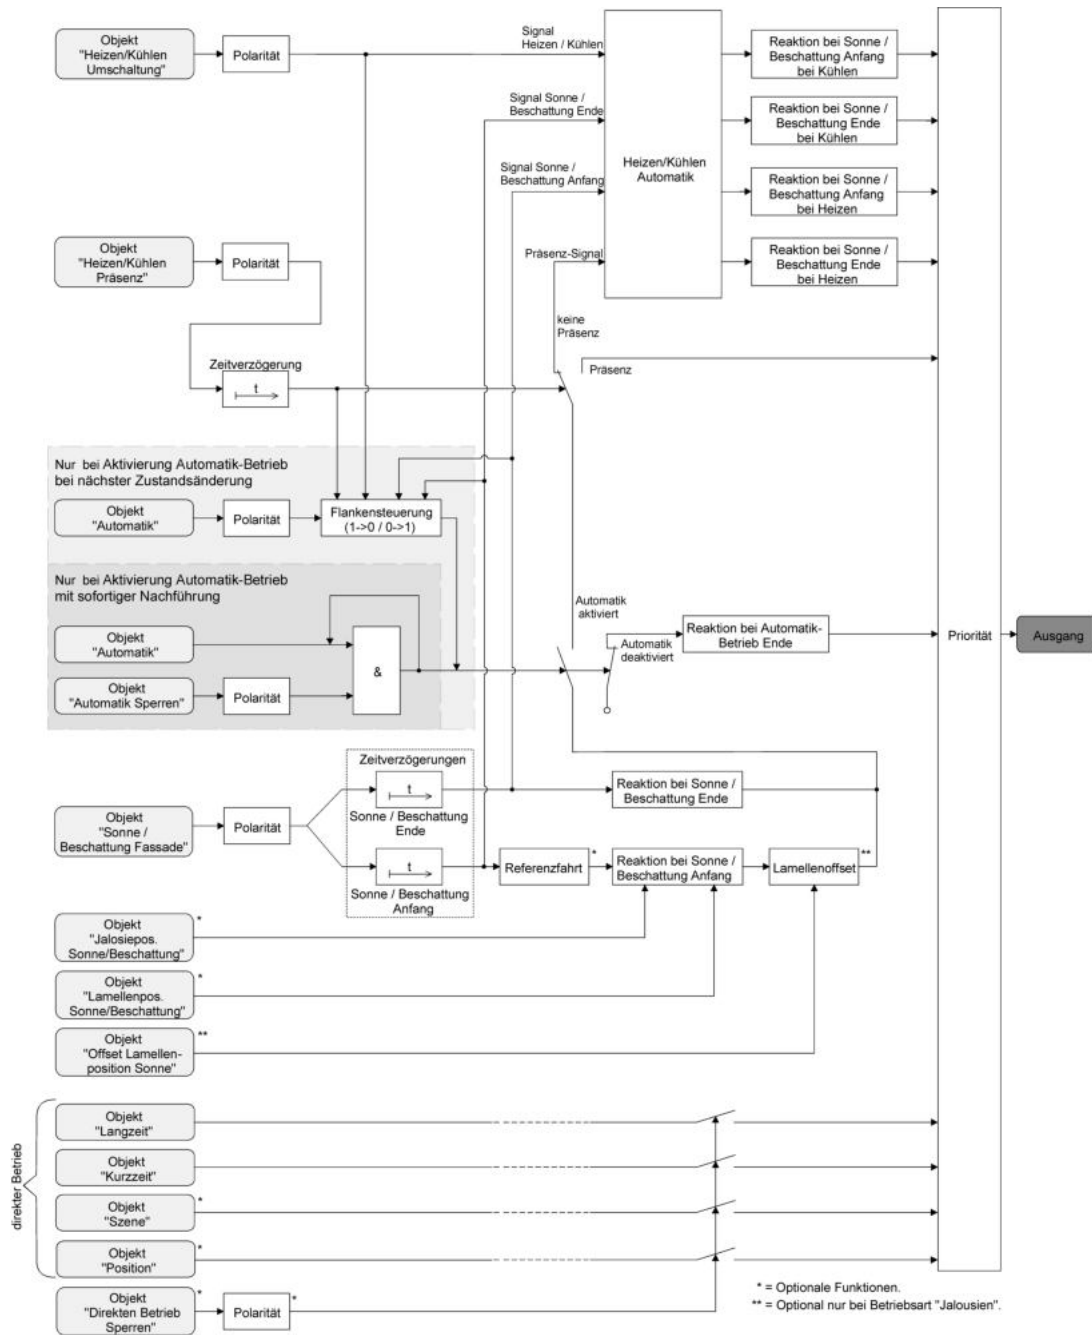 Objekt
"Heizen/Kühlen
Umschaltung"
Polarität
Signal
Heizen / Kühlen
Signal Sonne /
Beschattung Ende
Signal Sonne /
Beschattung Anfang
Präsenz-Signal
Heizen/Kühlen
Automatik
Reaktion bei Sonne /
Beschattung Anfang
bei Kühlen
Reaktion bei Sonne /
Beschattung Ende
bei Kühlen
Reaktion bei Sonne /
Beschattung Anfang
bei Heizen
Reaktion bei Sonne /
Beschattung Ende
bei Heizen
Objekt
"Heizen/Kühlen
Präsenz"
Polarität
keine
Präsenz
Präsenz
Zeitverzögerung
t
Nur bei Aktivierung Automatik-Betrieb
bei nächster Zustandsänderung
Objekt
"Automatik"
Polarität
Flankensteuerung
(1->0 / 0->1)
Nur bei Aktivierung Automatik-Betrieb
mit sofortiger Nachführung
Objekt
"Automatik"
Objekt
"Automatik Sperren"
Polarität
&
Automatik
aktiviert
Automatik
deaktiviert
Reaktion bei Automatik-
Betrieb Ende
Priorität
Ausgang
Zeitverzögerungen
t
Sonne / Beschattung
Ende
t
Sonne / Beschattung
Anfang
Objekt
"Sonne /
Beschattung Fassade"
Polarität
Reaktion bei Sonne /
Beschattung Ende
Referenzfahrt
*
Reaktion bei Sonne /
Beschattung Anfang
Lamellenoffset
**
Objekt
"Jalosiepos.
Sonne/Beschattung"
*
Objekt
"Lamellenpos.
Sonne/Beschattung"
*
Objekt
"Offset Lamellen-
position Sonne"
**
direkter Betrieb
Objekt
"Langzeit"
Objekt
"Kurzzeit"
Objekt
"Szene"
*
Objekt
"Position"
*
Objekt
"Direkten Betrieb
Sperren"
*
Polarität
*
* = Optionale Funktionen.
** = Optional nur bei Betriebsart "Jalousien".